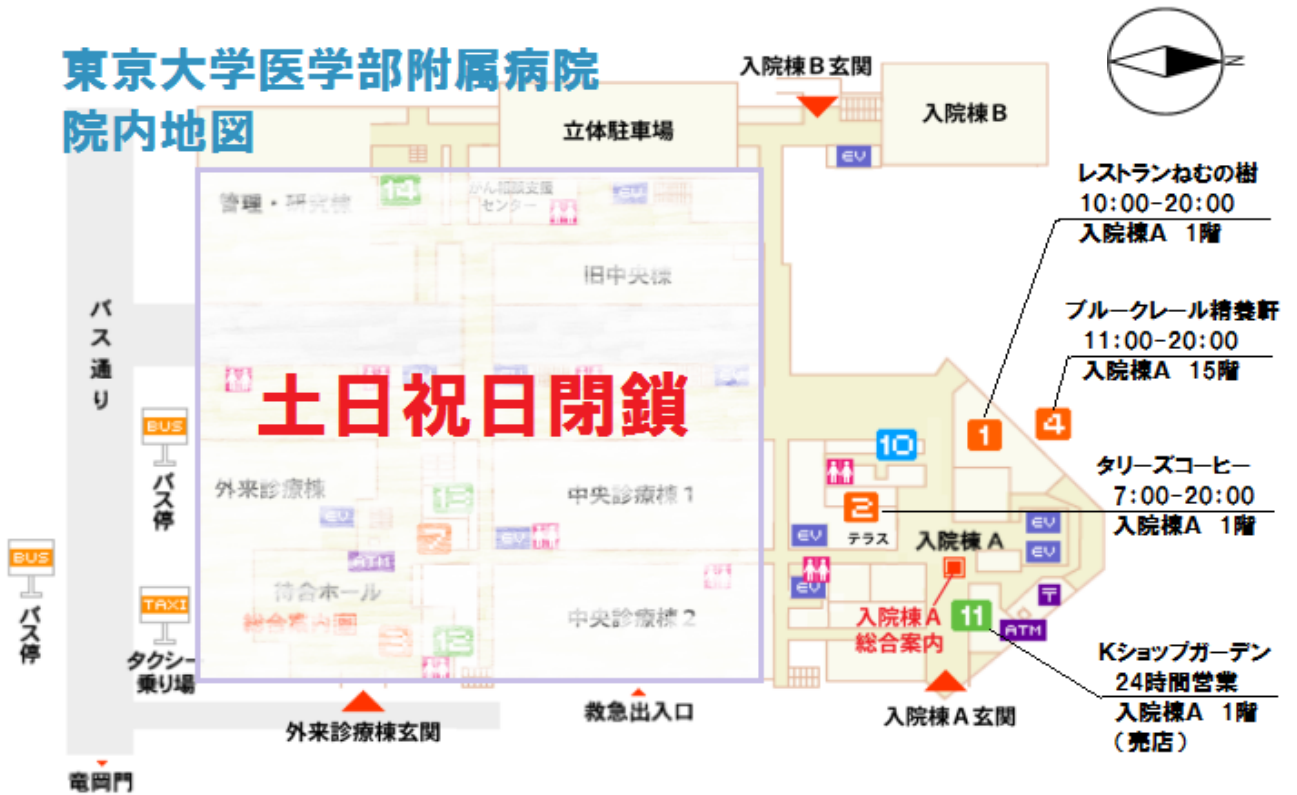 東京大学医学部附属病院
院内地図
N
入院棟B玄関
入院棟B
立体駐車場
EV
レストランねむの樹
10:00-20:00
入院棟A 1階
ブルークレール精養軒
11:00-20:00
入院棟A 15階
タリーズコーヒー
7:00-20:00
入院棟A 1階
Kショップガーデン
24時間営業
入院棟A 1階
(売店)
管理・研究棟
14
がん相談支援
センター
EV
旧中央棟
EV
EV
土日祝日閉鎖
外来診療棟
EV
13
7
ATM
待合ホール
総合案内
3
12
中央診療棟1
EV
中央診療棟2
バス通り
BUS
バス停
BUS
バス停
TAXI
タクシー
乗り場
竜岡門
外来診療棟玄関
救急出入口
入院棟A玄関
10
1
4
2
テラス
EV
EV
入院棟A
EV
EV
入院棟A
総合案内
11
〒
ATM